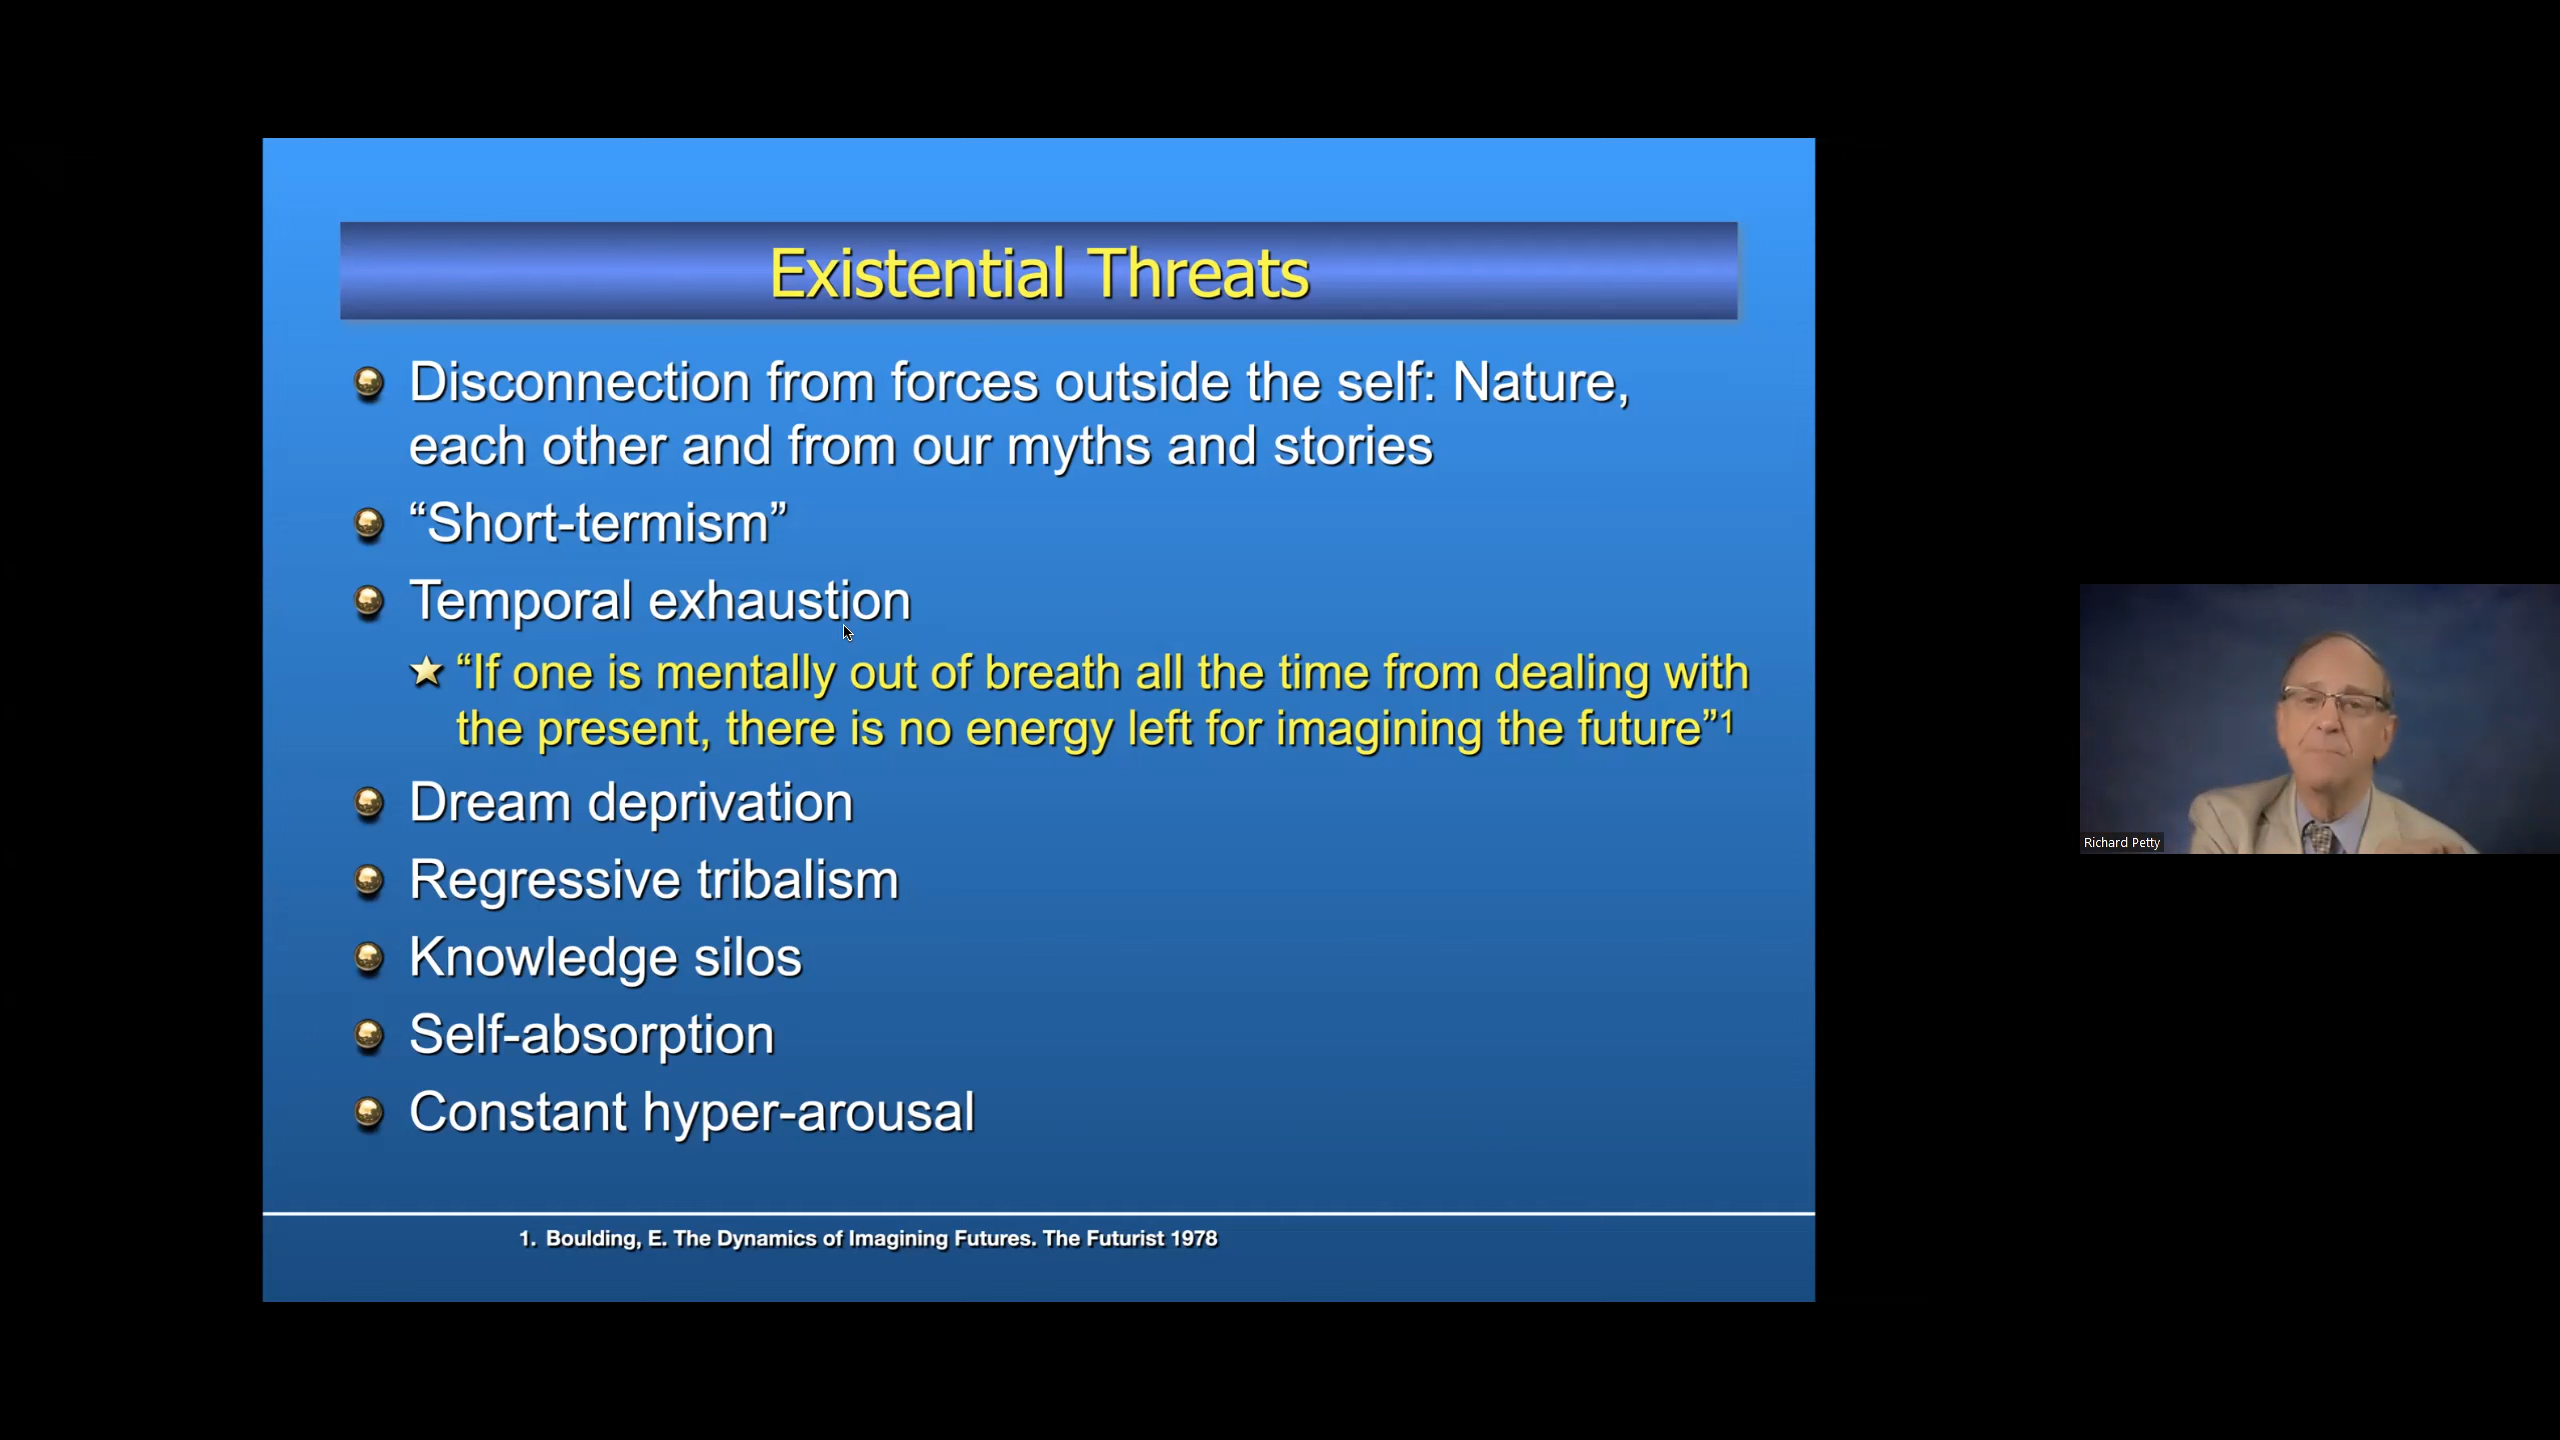 Existential Threats
Disconnection from forces outside the self: Nature,
each other and from our myths and stories
“Short-termism”
Temporal exhaustion
“If one is mentally out of breath all the time from dealing with
the present, there is no energy left for imagining the future”1
Dream deprivation
Regressive tribalism
Knowledge silos
Self-absorption
Constant hyper-arousal
1. Boulding, E. The Dynamics of Imagining Futures. The Futurist 1978
Richard Petty